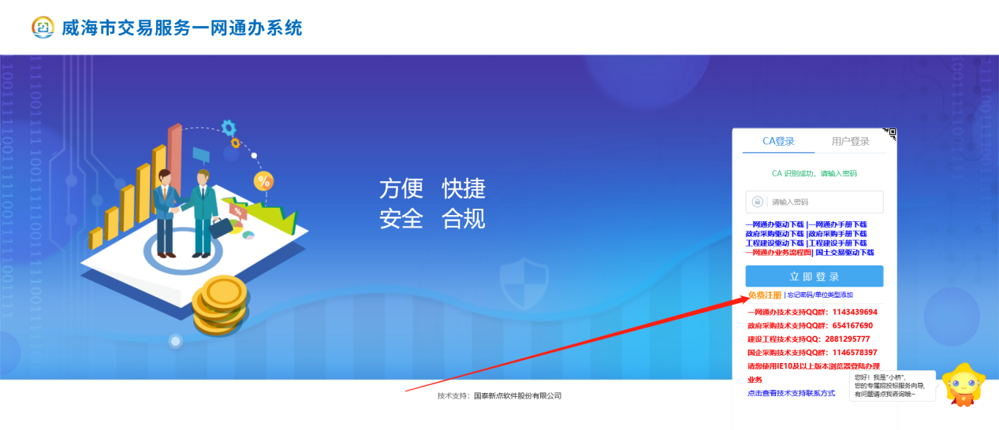 威海市交易服务一网通办系统
方便 快捷
安全 合规
%
%
CA登录 用户登录
CA 识别成功，请输入密码
请输入密码
一网通办驱动下载 |一网通办手册下载
政府采购驱动下载 |政府采购手册下载
工程建设驱动下载 |工程建设手册下载
一网通办业务流程图| 国土交易驱动下载
立即登录
免费注册 | 忘记密码/单位类型添加
一网通办技术支持QQ群：1143439694
政府采购技术支持QQ群：654167690
建设工程技术支持QQ：2881295777
国企采购技术支持QQ群：1146578397
请您使用IE10及以上版本浏览器登陆办理
业务
点击查看技术支持联系方式
您好！我是"小桥",
您的专属招投标服务向导,
有问题请点我咨询哦~
技术支持：国泰新点软件股份有限公司